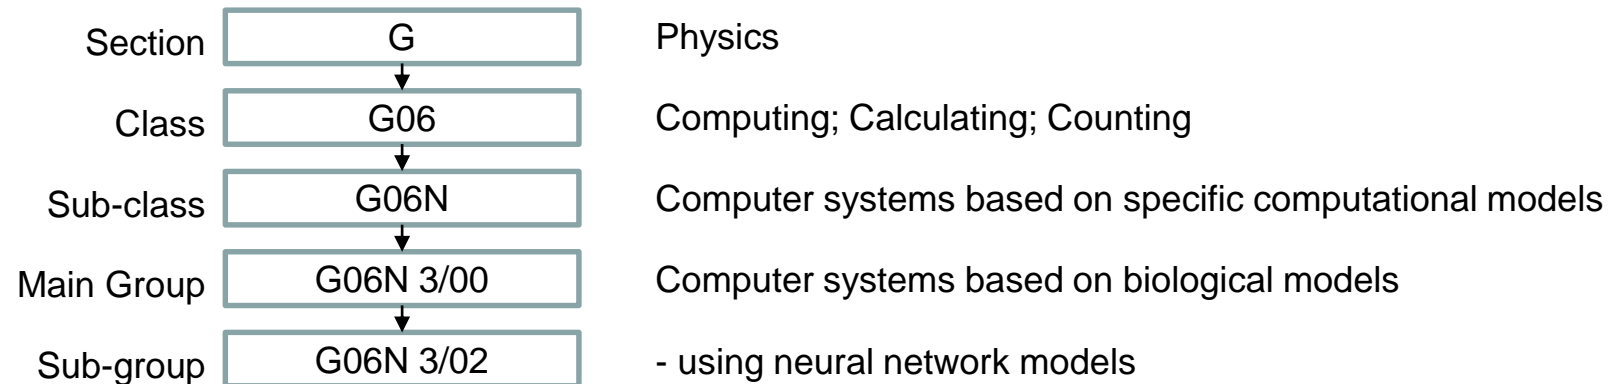 Section G Physics
Class G06 Computing; Calculating; Counting
Sub-class G06N Computer systems based on specific computational models
Main Group G06N 3/00 Computer systems based on biological models
Sub-group G06N 3/02 - using neural network models